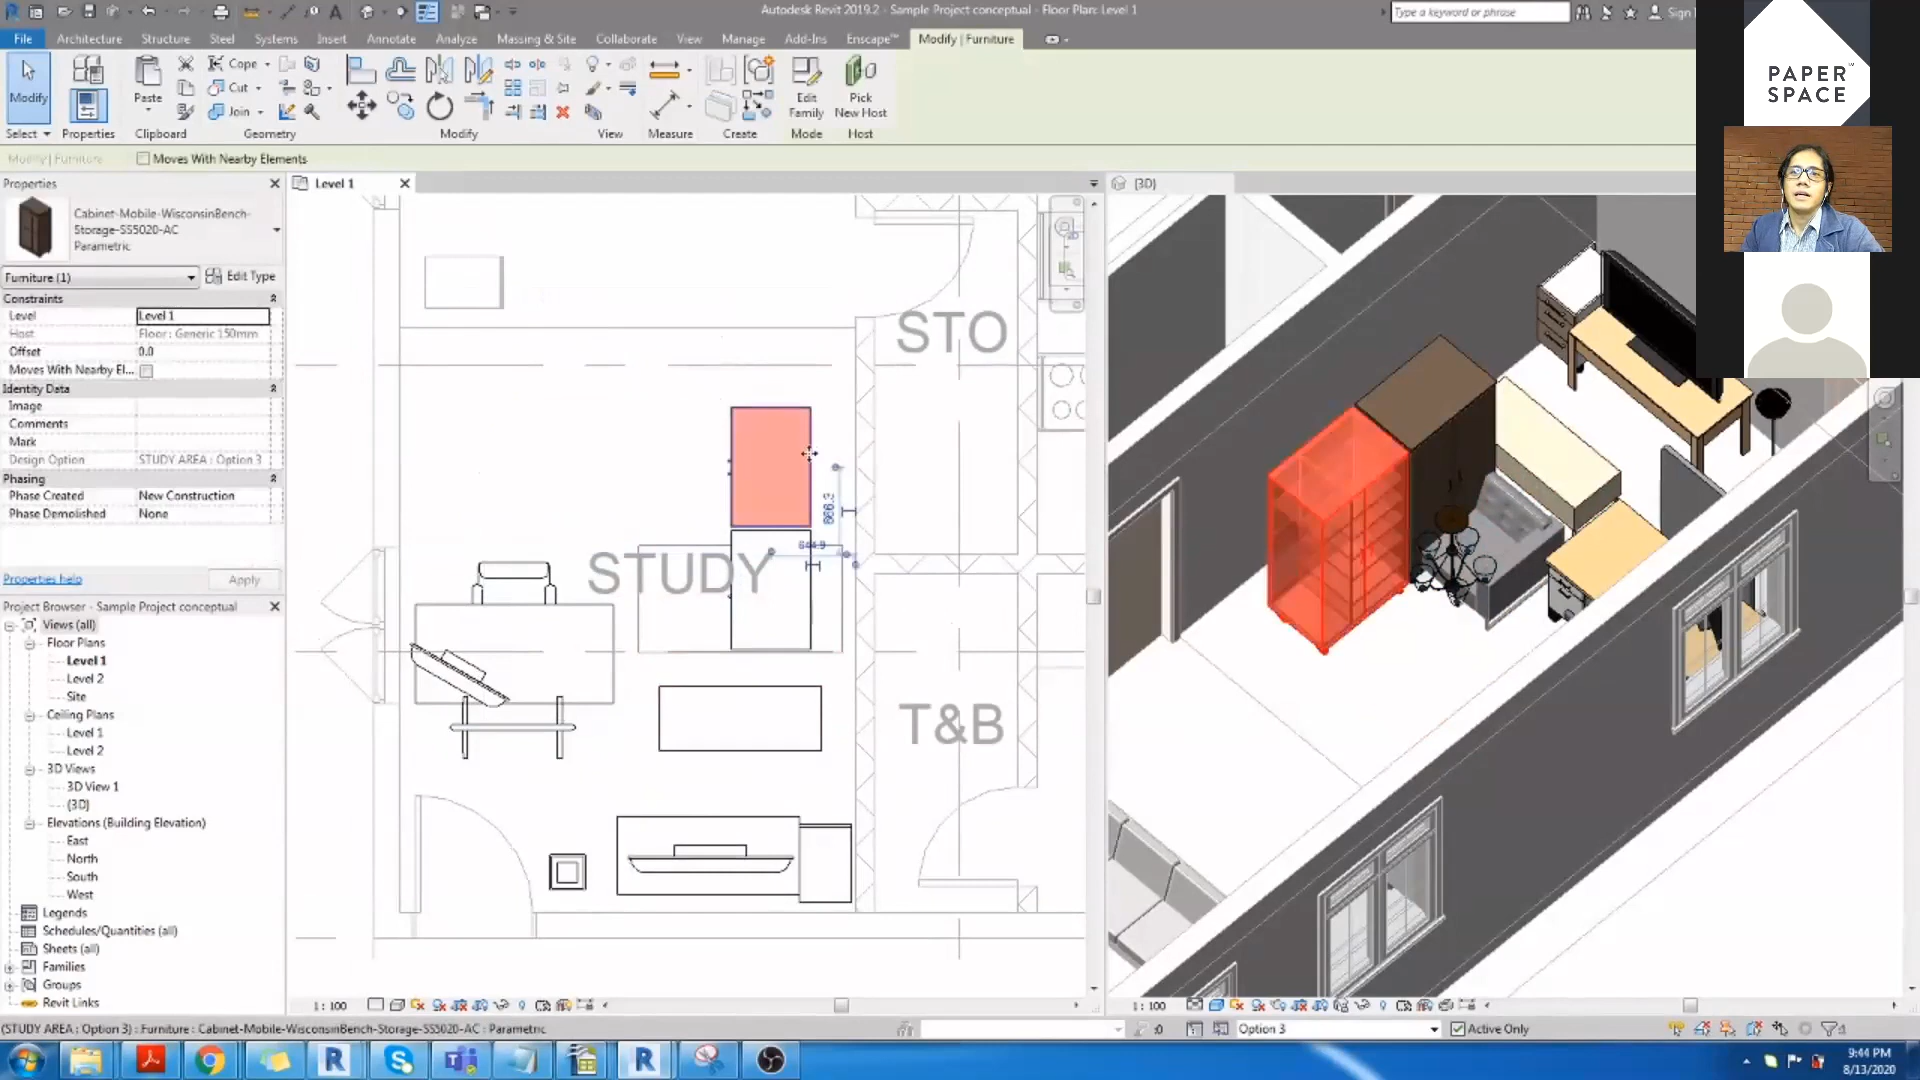 Autodesk Revit 2019.2 - Sample Project conceptual - Floor Plan: Level 1
Type a keyword or phrase
Sign
File Architecture Structure Steel Systems Insert Annotate Analyze Massing & Site Collaborate View Manage Add-Ins Enscape™ Modify | Furniture
Modify
Paste
Cope
Cut
Join
Edit
Family
Pick
New Host
Select Properties Clipboard Geometry Modify View Measure Create Mode Host
Modify | Furniture
Moves With Nearby Elements
Properties
Level 1
{3D}
Cabinet-Mobile-WisconsinBench-
Storage-SS5020-AC
Parametric
Furniture (1)
Edit Type
Constraints
Level Level 1
Host Floor : Generic 150mm
Offset 0.0
Moves With Nearby El...
Identity Data
Image
Comments
Mark
Design Option STUDY AREA : Option 3
Phasing
Phase Created New Construction
Phase Demolished None
Properties help
Apply
Project Browser - Sample Project conceptual
Views (all)
Floor Plans
Level 1
Level 2
Site
Ceiling Plans
Level 1
Level 2
3D Views
3D View 1
{3D}
Elevations (Building Elevation)
East
North
South
West
Legends
Schedules/Quantities (all)
Sheets (all)
Families
Groups
Revit Links
STO
STUDY
T&B
PAPER
SPACE
1 : 100
1 : 100
(STUDY AREA : Option 3) : Furniture : Cabinet-Mobile-WisconsinBench-Storage-SS5020-AC : Parametric
:0
Option 3
Active Only
9:44 PM
8/13/2020